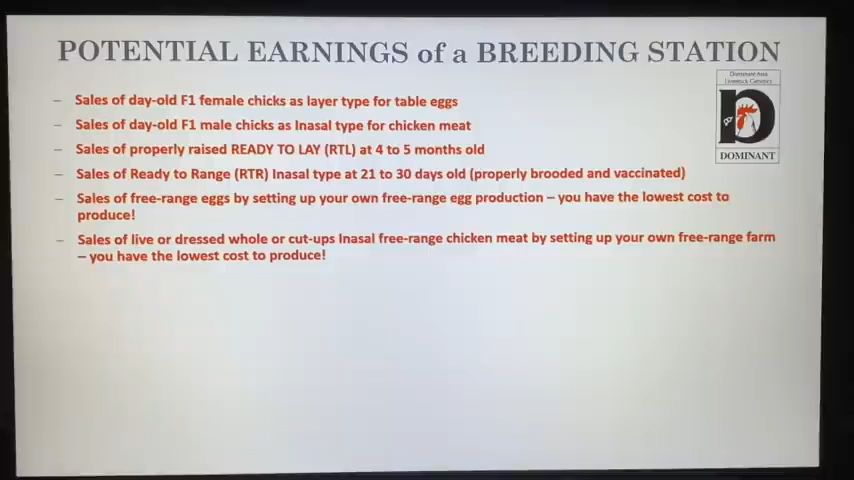 POTENTIAL EARNINGS of a BREEDING STATION
Dominant Asia
Livestock Genetics
DOMINANT
– Sales of day-old F1 female chicks as layer type for table eggs
– Sales of day-old F1 male chicks as Inasal type for chicken meat
– Sales of properly raised READY TO LAY (RTL) at 4 to 5 months old
– Sales of Ready to Range (RTR) Inasal type at 21 to 30 days old (properly brooded and vaccinated)
– Sales of free-range eggs by setting up your own free-range egg production – you have the lowest cost to
produce!
– Sales of live or dressed whole or cut-ups Inasal free-range chicken meat by setting up your own free-range farm
– you have the lowest cost to produce!